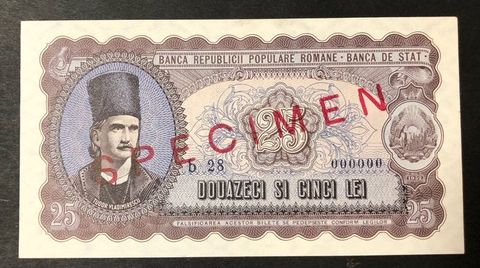 BANCA REPUBLICII POPULARE ROMANE · BANCA DE STAT ·
25
SPECIMEN
b. 28 000000
DOUAZECI SI CINCI LEI
TUDOR VLADIMIRESCU
25 25
FALSIFICAREA ACESTOR BILETE SE PEDEPSESTE CONFORM LEGILOR